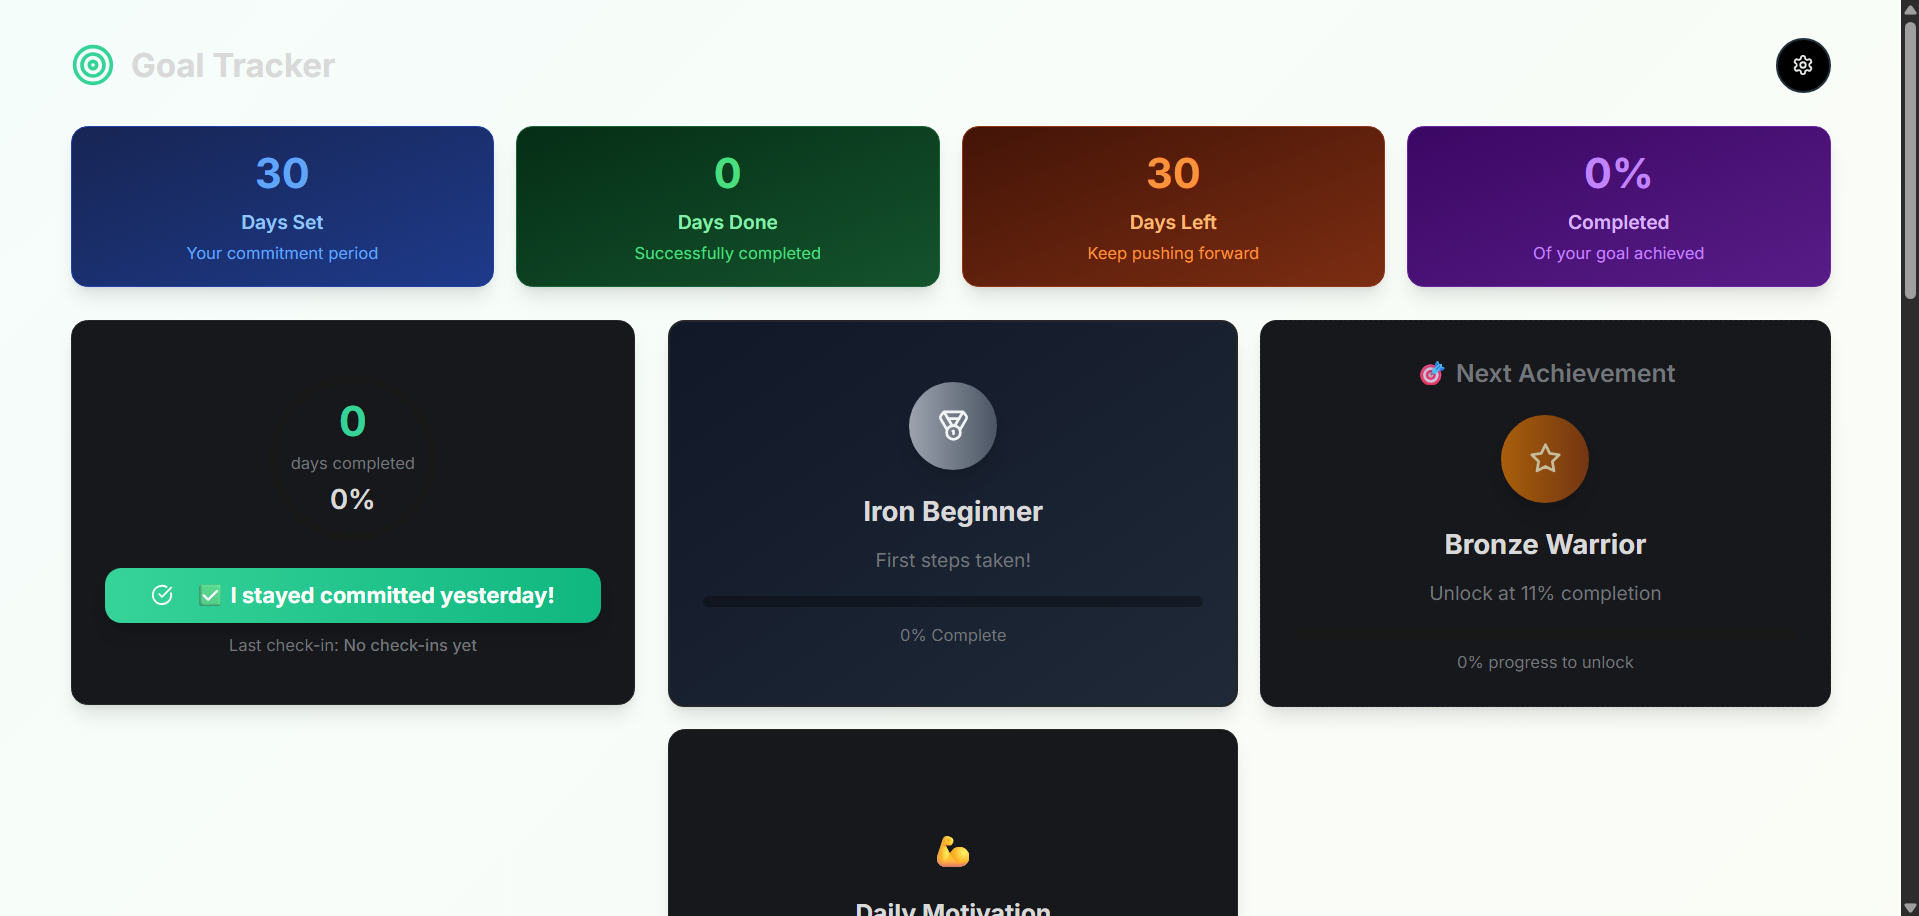 Goal Tracker
30
Days Set
Your commitment period
0
Days Done
Successfully completed
30
Days Left
Keep pushing forward
0%
Completed
Of your goal achieved
0
days completed
0%
✅ I stayed committed yesterday!
Last check-in: No check-ins yet
Iron Beginner
First steps taken!
0% Complete
🎯 Next Achievement
Bronze Warrior
Unlock at 11% completion
0% progress to unlock
💪
Daily Motivation